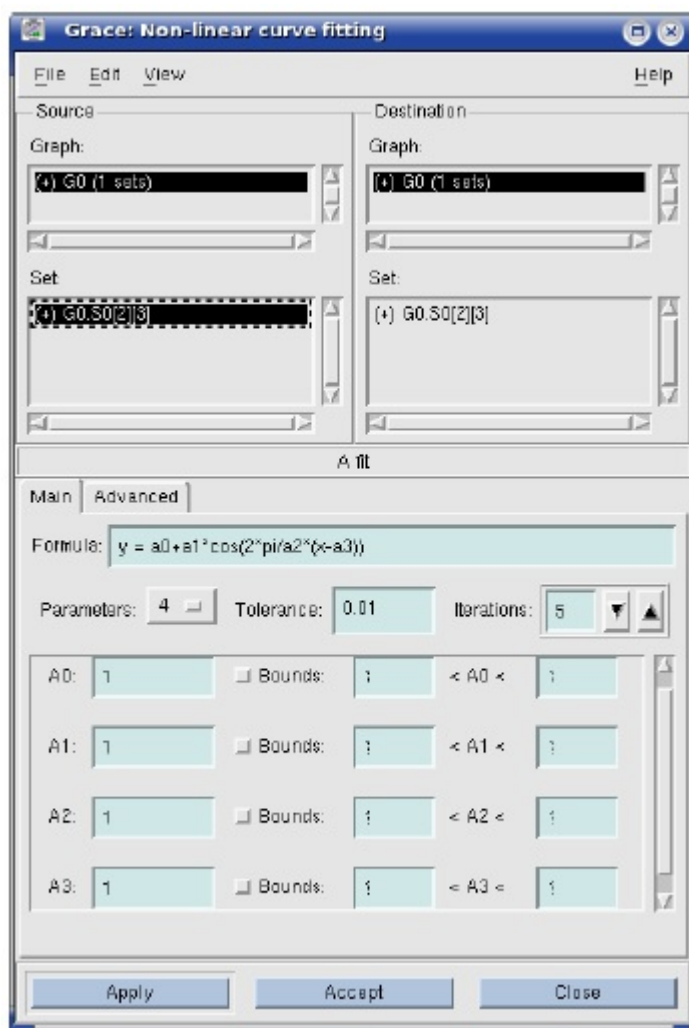 Grace: Non-linear curve fitting
File Edit View Help
Source
Destination
Graph:
Graph:
(+) G0 (1 sets)
(+) G0 (1 sets)
Set:
Set:
(+) G0.S0[2][3]
(+) G0.S0[2][3]
A fit
Main Advanced
Formula: y = a0+a1*cos(2*pi/a2*(x-a3))
Parameters: 4 Tolerance: 0.01 Iterations: 5
A0: 1 Bounds: 1 < A0 < 1
A1: 1 Bounds: 1 < A1 < 1
A2: 1 Bounds: 1 < A2 < 1
A3: 1 Bounds: 1 < A3 < 1
Apply Accept Close